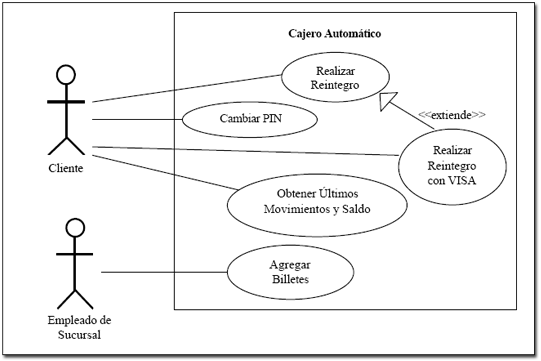 Cajero Automático
Realizar
Reintegro
<<extiende>>
Cambiar PIN
Realizar
Reintegro
con VISA
Cliente
Obtener Últimos
Movimientos y Saldo
Agregar
Billetes
Empleado de
Sucursal